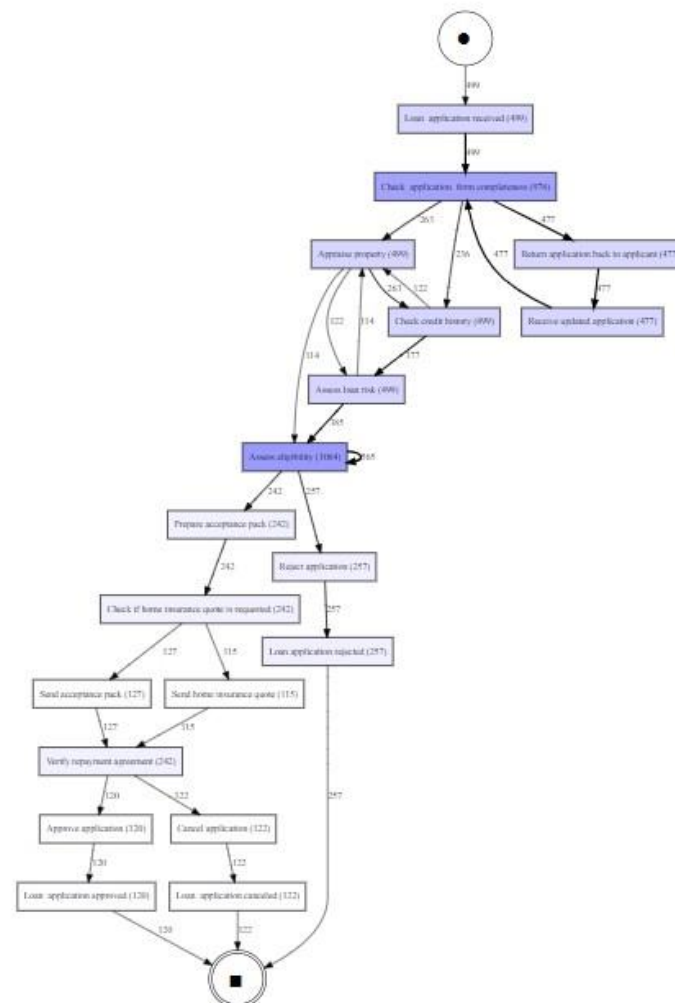 499
Loan application received (499)
499
Check application form completeness (976)
263
236
477
477
Appraise property (499)
Return application back to applicant (477
263
122
477
122
114
Check credit history (499)
Receive updated application (477)
114
377
Assess loan risk (499)
385
Assess eligibility (1064)
565
242
257
Prepare acceptance pack (242)
242
Reject application (257)
Check if home insurance quote is requested (242)
257
127
115
Loan application rejected (257)
Send acceptance pack (127)
Send home insurance quote (115)
127
115
Verify repayment agreement (242)
120
122
257
Approve application (120)
Cancel application (122)
120
122
Loan application approved (120)
Loan application canceled (122)
120
122